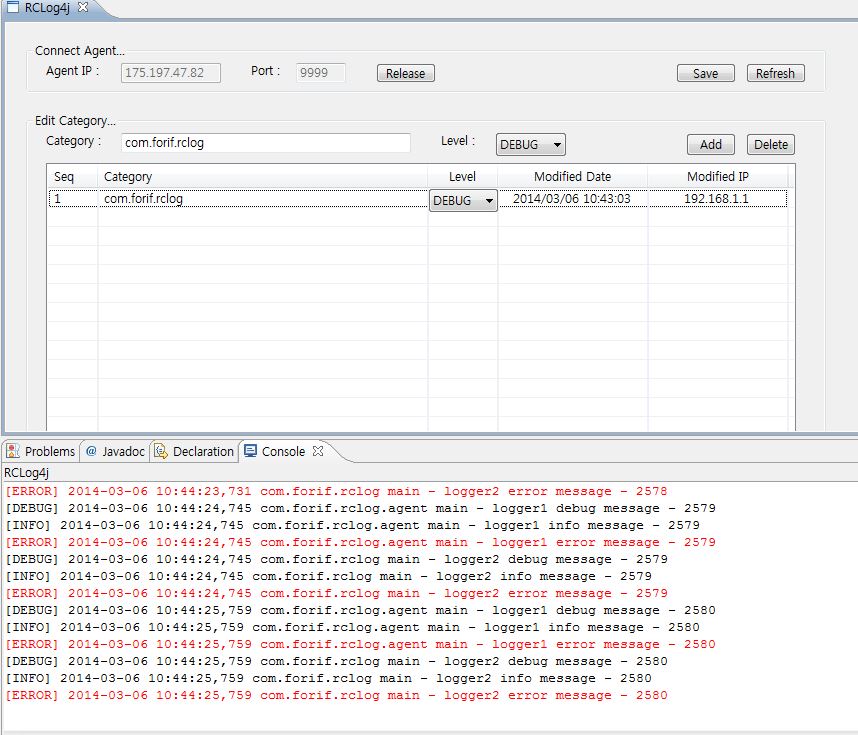 RCLog4j
Connect Agent...
Agent IP : 175.197.47.82 Port : 9999 Release Save Refresh
Edit Category...
Category : com.forif.rclog Level : DEBUG Add Delete
Seq Category Level Modified Date Modified IP
1 com.forif.rclog DEBUG 2014/03/06 10:43:03 192.168.1.1
Problems @ Javadoc Declaration Console
RCLog4j
[ERROR] 2014-03-06 10:44:23,731 com.forif.rclog main - logger2 error message - 2578
[DEBUG] 2014-03-06 10:44:24,745 com.forif.rclog.agent main - logger1 debug message - 2579
[INFO] 2014-03-06 10:44:24,745 com.forif.rclog.agent main - logger1 info message - 2579
[ERROR] 2014-03-06 10:44:24,745 com.forif.rclog.agent main - logger1 error message - 2579
[DEBUG] 2014-03-06 10:44:24,745 com.forif.rclog main - logger2 debug message - 2579
[INFO] 2014-03-06 10:44:24,745 com.forif.rclog main - logger2 info message - 2579
[ERROR] 2014-03-06 10:44:24,745 com.forif.rclog main - logger2 error message - 2579
[DEBUG] 2014-03-06 10:44:25,759 com.forif.rclog.agent main - logger1 debug message - 2580
[INFO] 2014-03-06 10:44:25,759 com.forif.rclog.agent main - logger1 info message - 2580
[ERROR] 2014-03-06 10:44:25,759 com.forif.rclog.agent main - logger1 error message - 2580
[DEBUG] 2014-03-06 10:44:25,759 com.forif.rclog main - logger2 debug message - 2580
[INFO] 2014-03-06 10:44:25,759 com.forif.rclog main - logger2 info message - 2580
[ERROR] 2014-03-06 10:44:25,759 com.forif.rclog main - logger2 error message - 2580